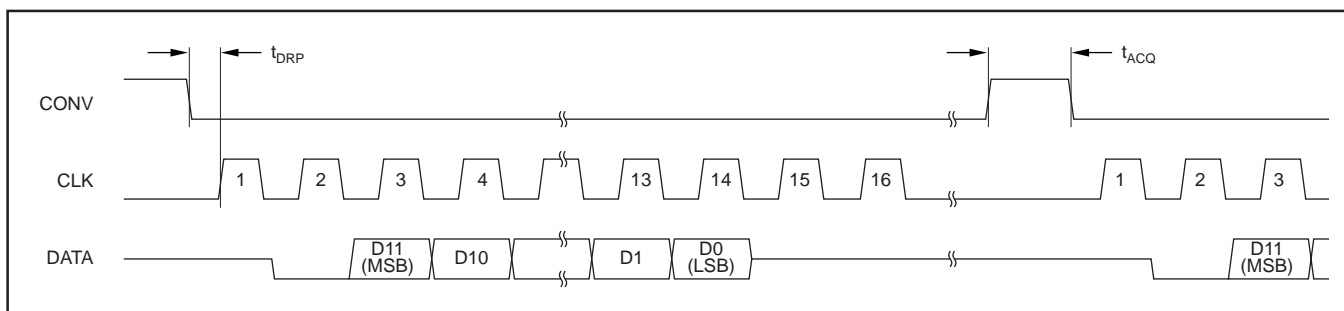 tDRP
tACQ
CONV
CLK
1 2 3 4 13 14 15 16 1 2 3
DATA
D11
(MSB)
D10
D1
D0
(LSB)
D11
(MSB)